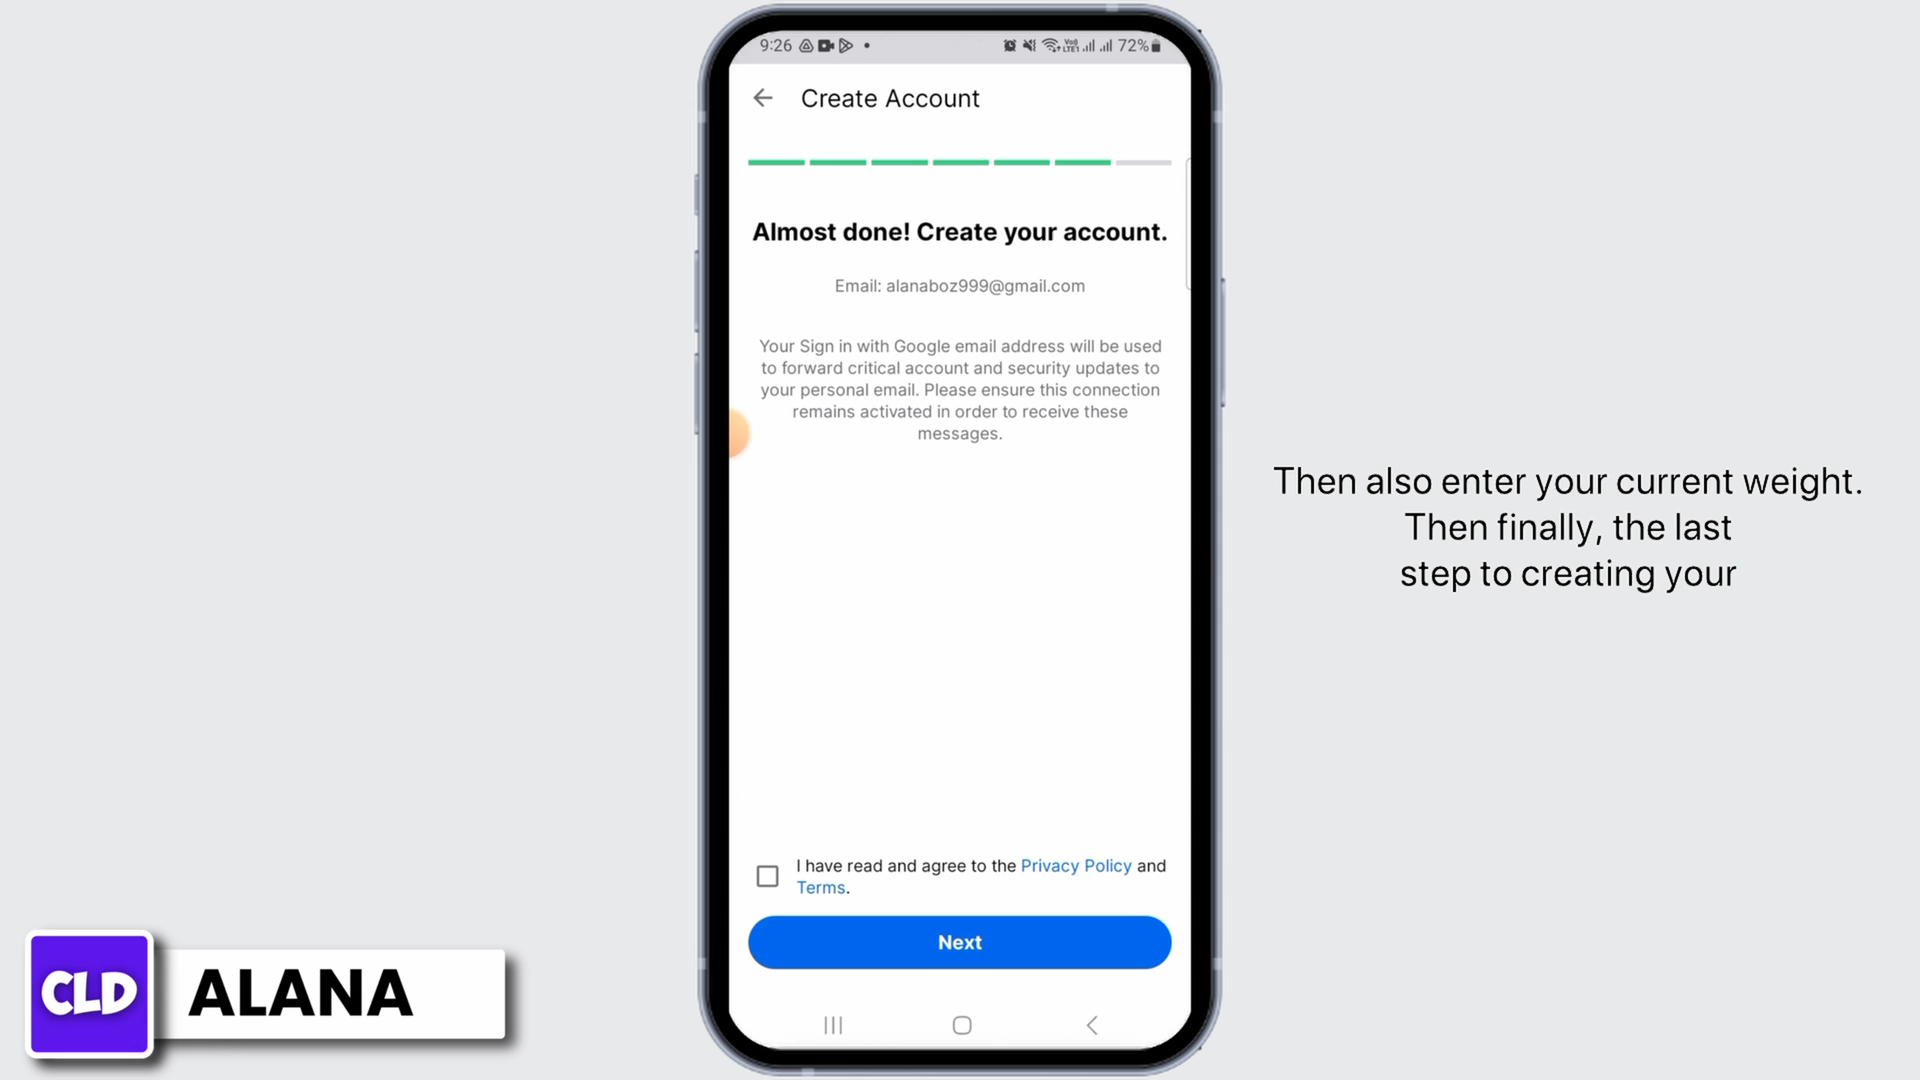 9:26
72%
Create Account
Almost done! Create your account.
Email: alanaboz999@gmail.com
Your Sign in with Google email address will be used
to forward critical account and security updates to
your personal email. Please ensure this connection
remains activated in order to receive these
messages.
Then also enter your current weight.
Then finally, the last
step to creating your
I have read and agree to the Privacy Policy and
Terms.
Next
CLD
ALANA